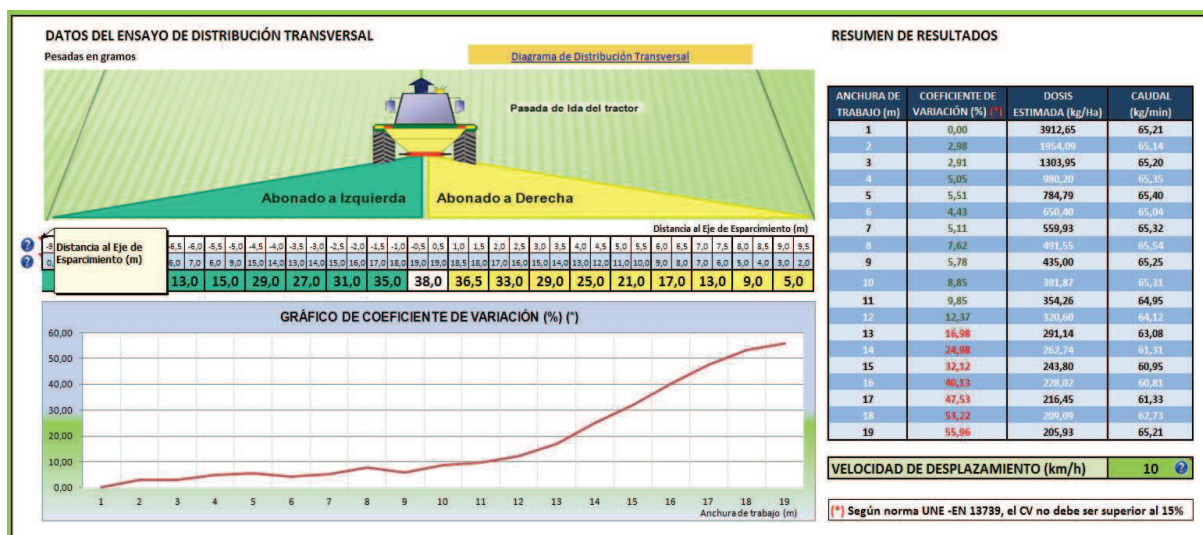 DATOS DEL ENSAYO DE DISTRIBUCIÓN TRANSVERSAL
Pesadas en gramos
Diagrama de Distribución Transversal
Pasada de Ida del tractor
Abonado a Izquierda
Abonado a Derecha
Distancia al Eje de Esparcimiento (m)
Distancia al Eje de
Esparcimiento (m)
-6,5 -6,0 -5,5 -5,0 -4,5 -4,0 -3,5 -3,0 -2,5 -2,0 -1,5 -1,0 -0,5 0,5 1,0 1,5 2,0 2,5 3,0 3,5 4,0 4,5 5,0 5,5 6,0 6,5 7,0 7,5 8,0 8,5 9,0 9,5
6,0 7,0 6,0 9,0 15,0 14,0 13,0 14,0 15,0 16,0 17,0 18,0 19,0 19,0 18,5 18,0 17,0 16,0 15,0 14,0 13,0 12,0 11,0 10,0 9,0 8,0 7,0 6,0 5,0 4,0 3,0 2,0
13,0 15,0 29,0 27,0 31,0 35,0 38,0 36,5 33,0 29,0 25,0 21,0 17,0 13,0 9,0 5,0
GRÁFICO DE COEFICIENTE DE VARIACIÓN (%) (*)
60,00
50,00
40,00
30,00
20,00
10,00
0,00
1 2 3 4 5 6 7 8 9 10 11 12 13 14 15 16 17 18 19
Anchura de trabajo (m)
RESUMEN DE RESULTADOS
ANCHURA DE COEFICIENTE DE DOSIS CAUDAL
TRABAJO (m) VARIACIÓN (%) (*) ESTIMADA (kg/Ha) (kg/min)
1 0,00 3912,65 65,21
2 2,98 1954,09 65,14
3 2,91 1303,95 65,20
4 5,05 980,20 65,35
5 5,51 784,79 65,40
6 4,43 650,40 65,04
7 5,11 559,93 65,32
8 7,62 491,55 65,54
9 5,78 435,00 65,25
10 8,85 391,87 65,31
11 9,85 354,26 64,95
12 12,37 320,60 64,12
13 16,98 291,14 63,08
14 24,98 262,74 61,31
15 32,12 243,80 60,95
16 40,13 228,02 60,81
17 47,53 216,45 61,33
18 53,22 209,09 62,73
19 55,96 205,93 65,21
VELOCIDAD DE DESPLAZAMIENTO (km/h) 10 ?
(*) Según norma UNE -EN 13739, el CV no debe ser superior al 15%